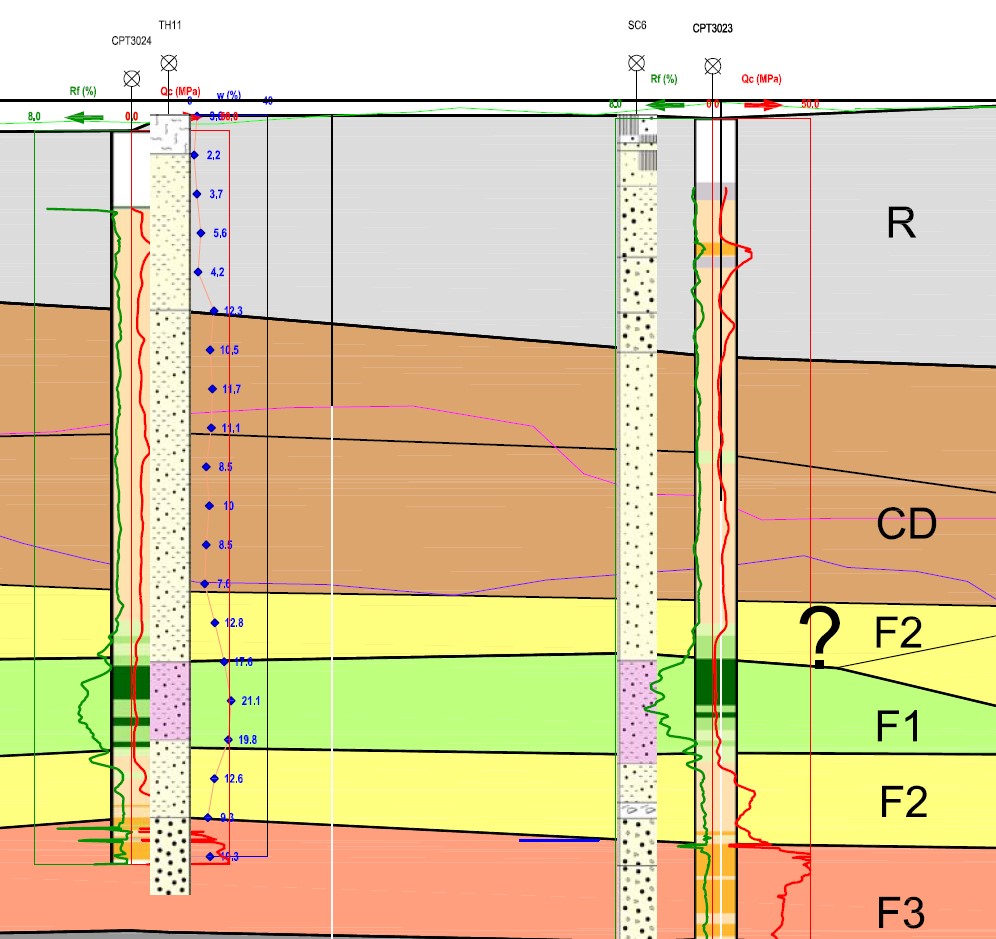 TH11
SC6
CPT3023
CPT3024
Rf (%)
Qc (MPa)
w (%)
Rf (%)
Qc (MPa)
0
40
8.0
0.0
50.0
8.0
0.0
2,2
3,7
R
5,6
4,2
12.3
10,5
11,7
11,1
8.5
10
CD
8.5
7.6
12.8
?
F2
17.6
21.1
F1
19.8
12.6
F2
9.3
F3